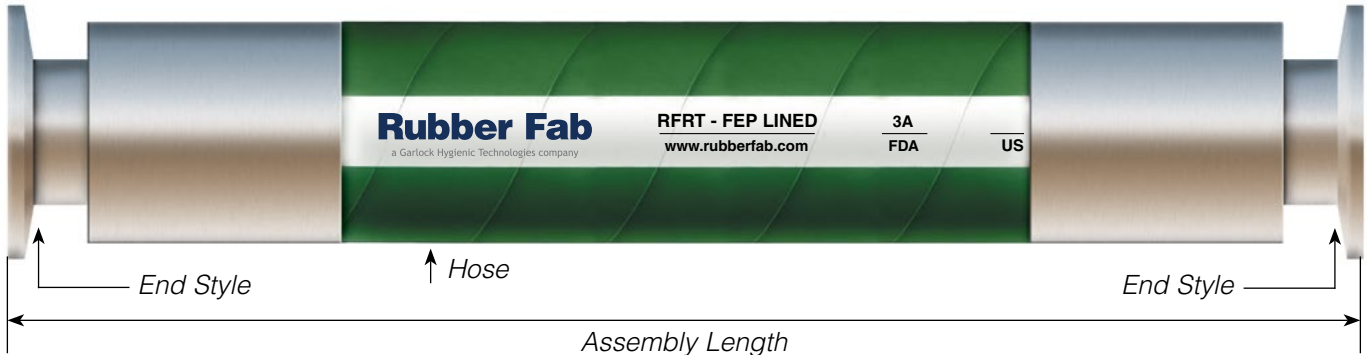 Rubber Fab
a Garlock Hygienic Technologies company
RFRT - FEP LINED
www.rubberfab.com
3A
FDA
US
End Style
Hose
End Style
Assembly Length